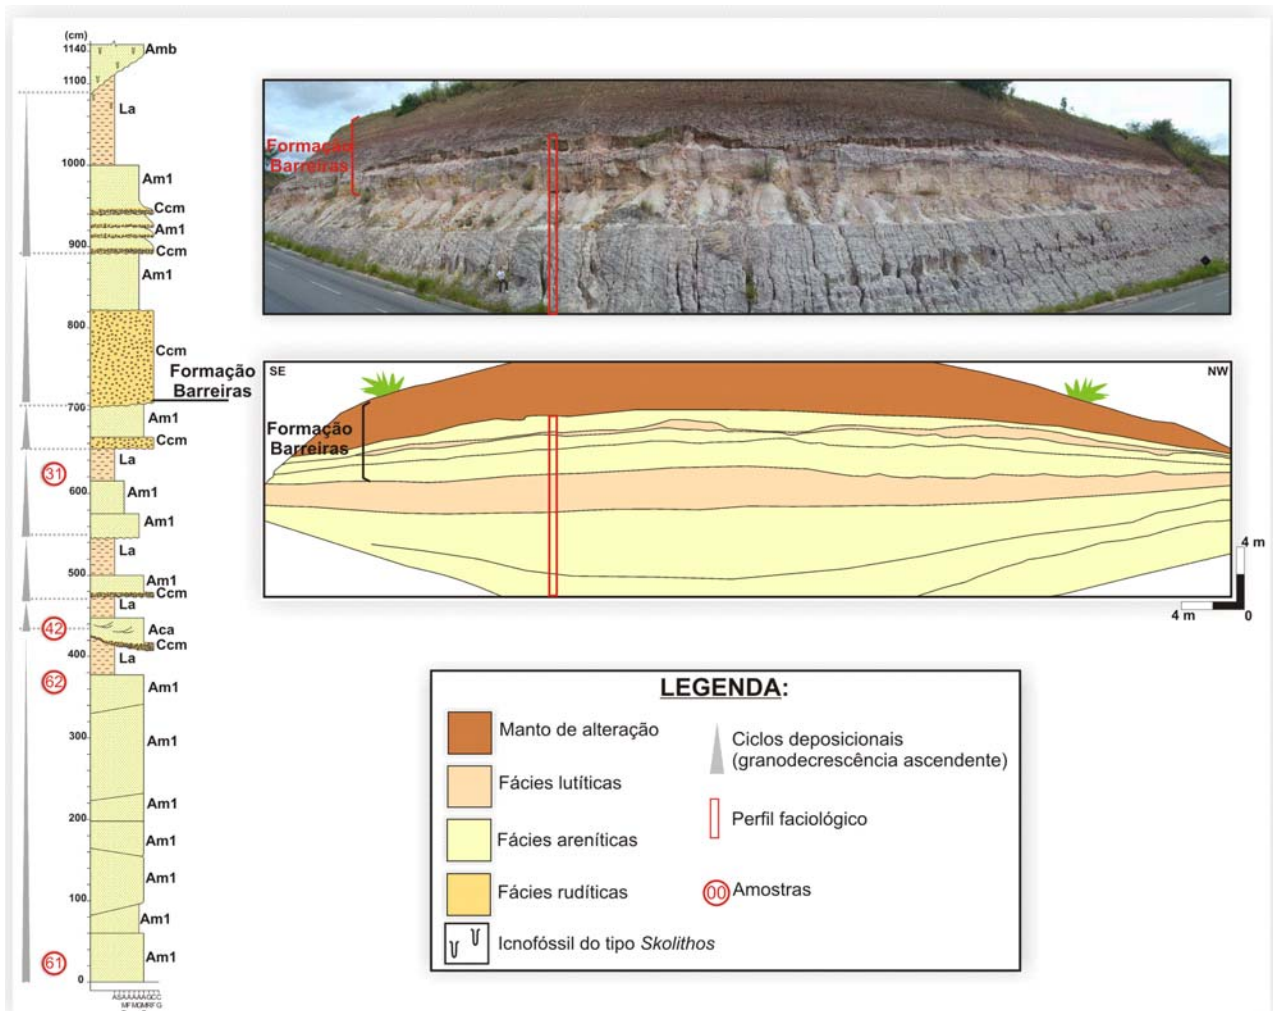 (cm)
1140
Amb
1100
La
1000
Am1
Ccm
Am1
900
Ccm
Am1
800
Ccm
Formação
Barreiras
700
Am1
Ccm
La
31
600
Am1
Am1
La
500
Am1
Ccm
La
42
Aca
Ccm
400
La
62
Am1
300
Am1
Am1
200
Am1
Am1
100
Am1
61
Am1
0
Formação
Barreiras
SE
NW
Formação
Barreiras
4 m
4 m
0
LEGENDA:
Manto de alteração
Fácies lutíticas
Fácies areníticas
Fácies rudíticas
Icnofóssil do tipo Skolithos
Ciclos deposicionais
(granodecrescência ascendente)
Perfil faciológico
00
Amostras